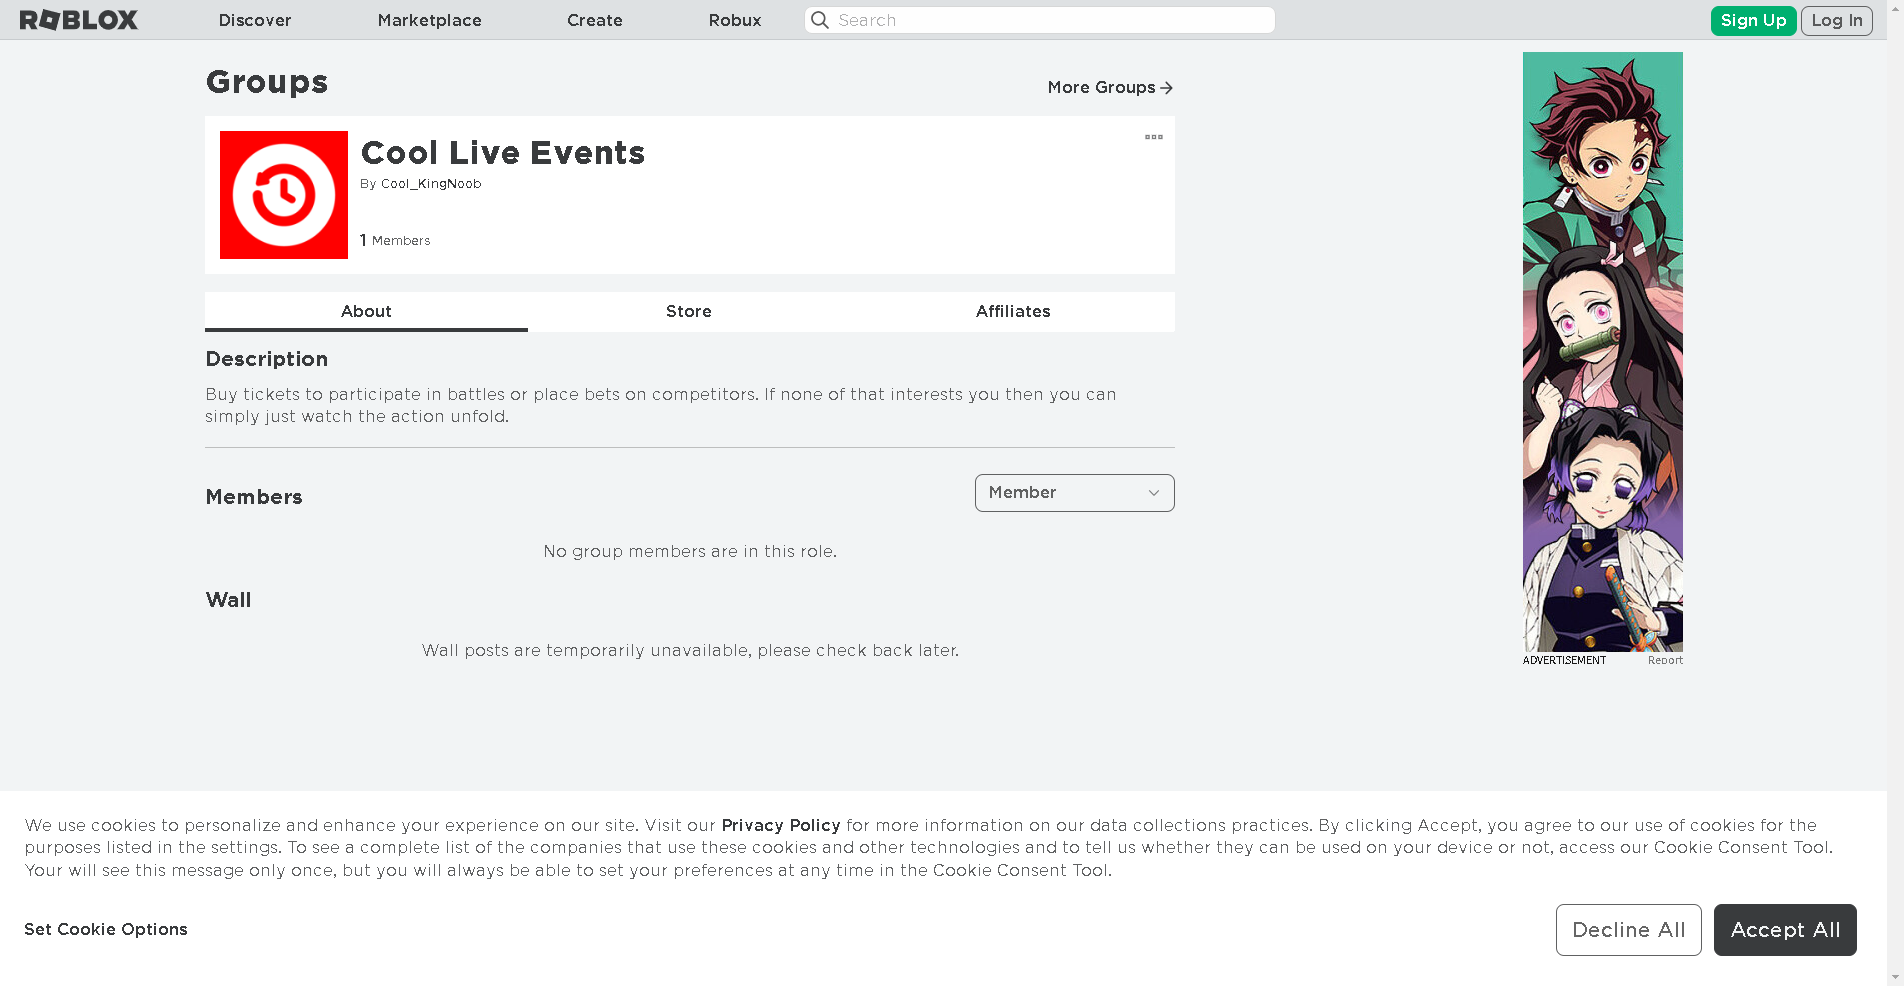 ROBLOX
Discover
Marketplace
Create
Robux
Search
Sign Up
Log In
Groups
More Groups
Cool Live Events
By Cool_KingNoob
1 Members
About
Store
Affiliates
Description
Buy tickets to participate in battles or place bets on competitors. If none of that interests you then you can
simply just watch the action unfold.
Members
Member
No group members are in this role.
Wall
Wall posts are temporarily unavailable, please check back later.
ADVERTISEMENT
Report
We use cookies to personalize and enhance your experience on our site. Visit our Privacy Policy for more information on our data collections practices. By clicking Accept, you agree to our use of cookies for the
purposes listed in the settings. To see a complete list of the companies that use these cookies and other technologies and to tell us whether they can be used on your device or not, access our Cookie Consent Tool.
Your will see this message only once, but you will always be able to set your preferences at any time in the Cookie Consent Tool.
Set Cookie Options
Decline All
Accept All